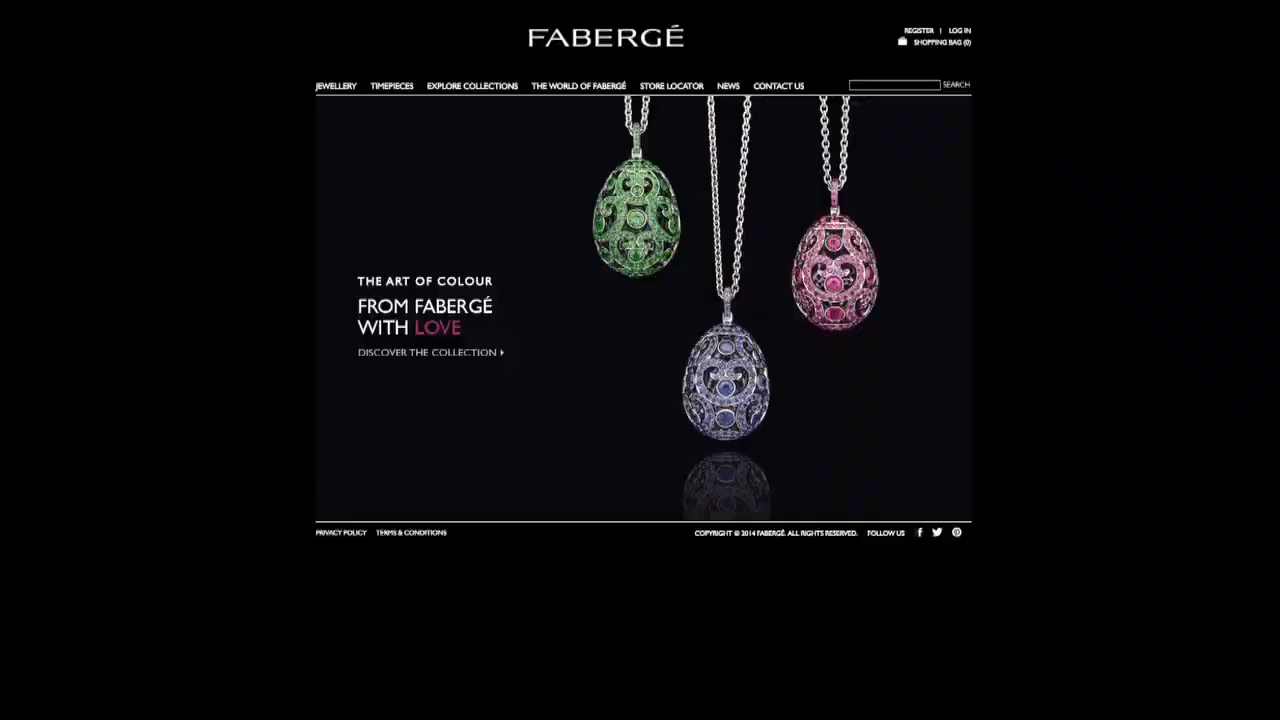 FABERGÉ
REGISTER | LOG IN
SHOPPING BAG (0)
JEWELLERY TIMEPIECES EXPLORE COLLECTIONS THE WORLD OF FABERGÉ STORE LOCATOR NEWS CONTACT US SEARCH
THE ART OF COLOUR
FROM FABERGÉ
WITH LOVE
DISCOVER THE COLLECTION
PRIVACY POLICY TERMS & CONDITIONS COPYRIGHT © 2014 FABERGÉ. ALL RIGHTS RESERVED. FOLLOW US